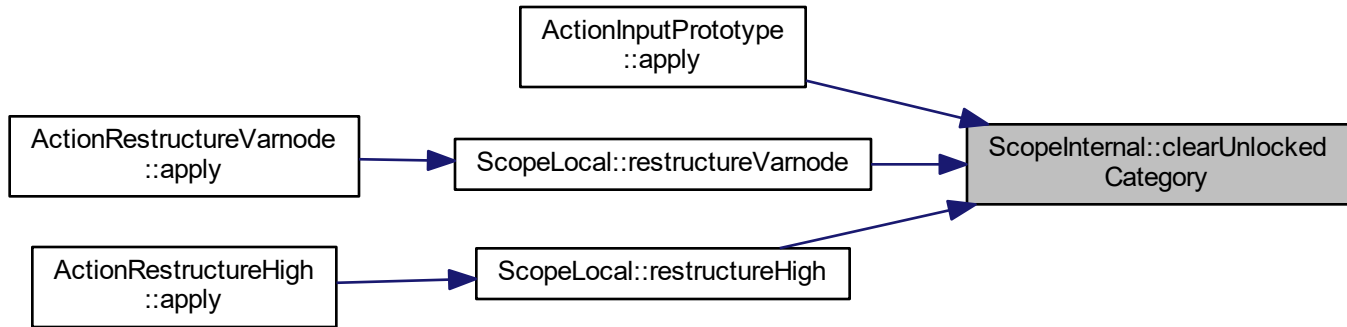 ActionInputPrototype
::apply
ActionRestructureVarnode
::apply
ScopeLocal::restructureVarnode
ScopeInternal::clearUnlocked
Category
ActionRestructureHigh
::apply
ScopeLocal::restructureHigh